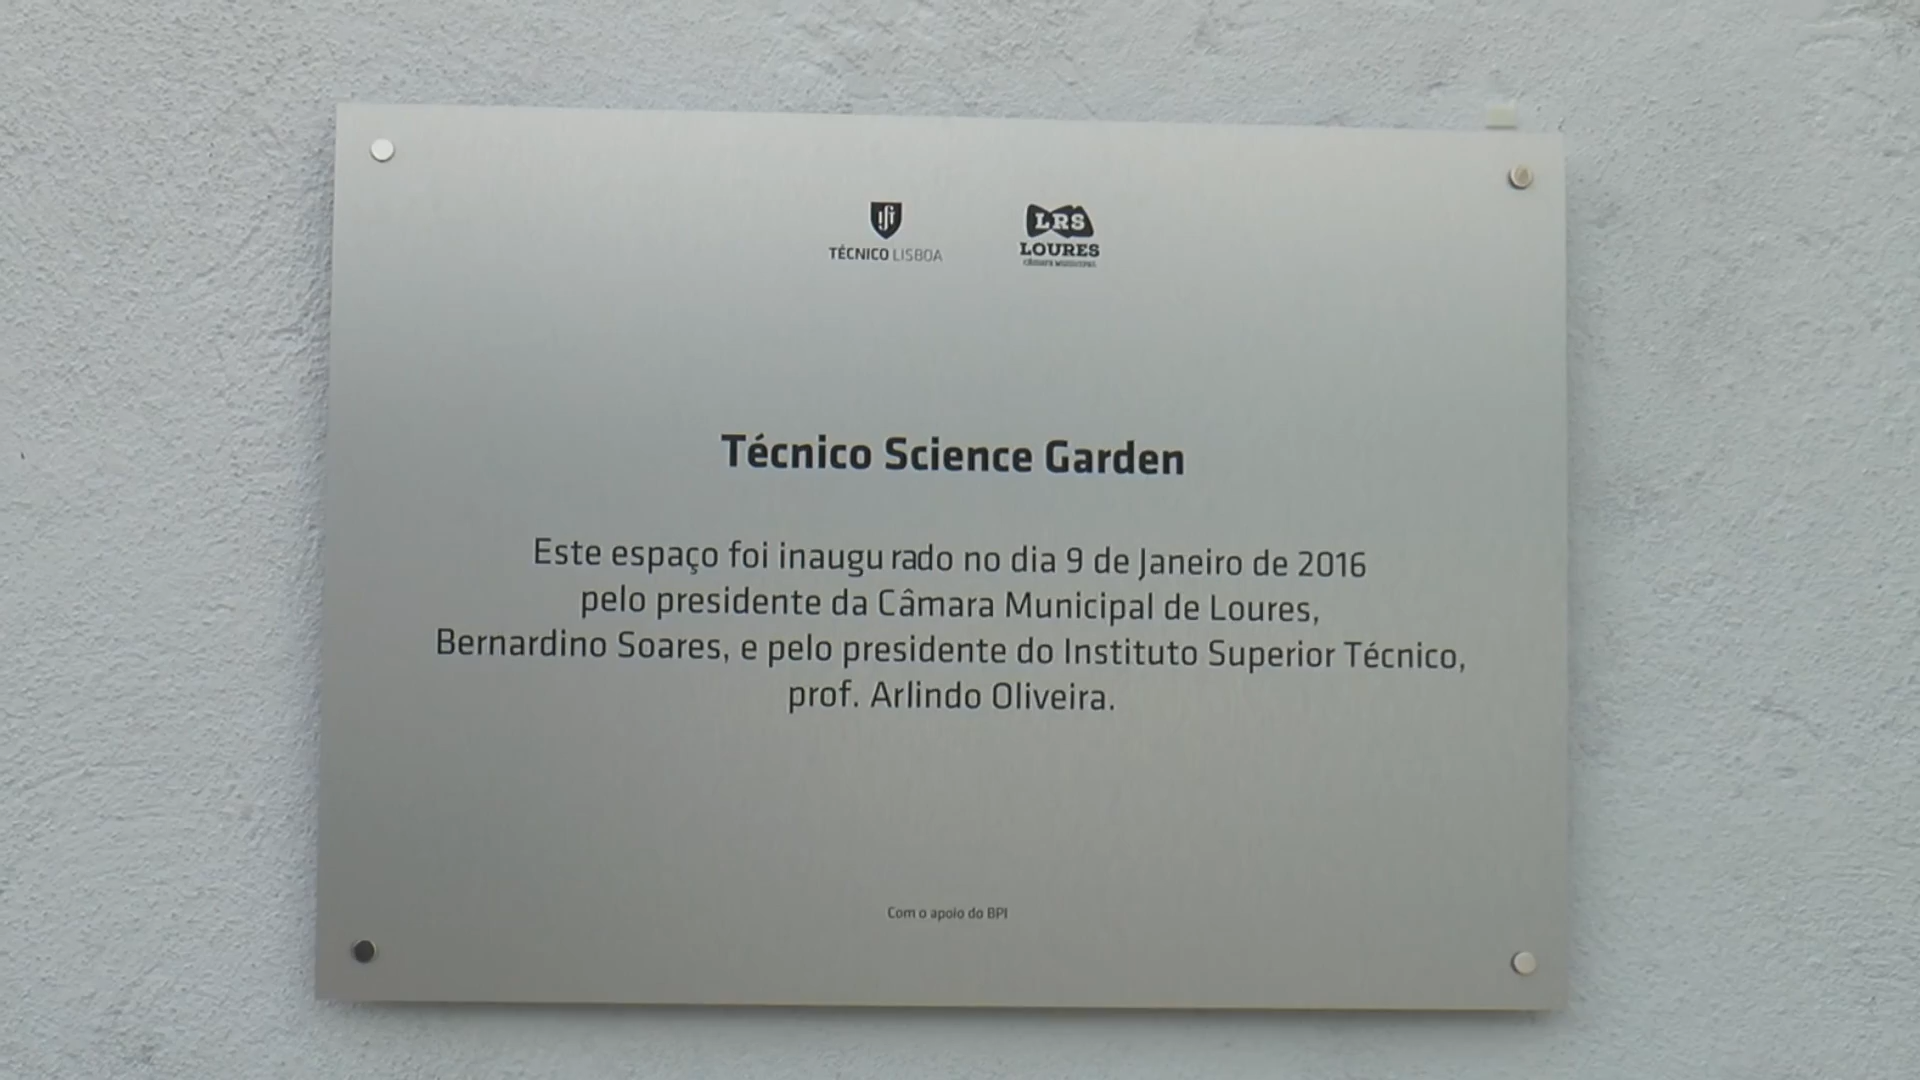 TÉCNICO LISBOA
LRS
LOURES
CÂMARA MUNICIPAL
Técnico Science Garden
Este espaço foi inaugurado no dia 9 de Janeiro de 2016
pelo presidente da Câmara Municipal de Loures,
Bernardino Soares, e pelo presidente do Instituto Superior Técnico,
prof. Arlindo Oliveira.
Com o apoio do BPI